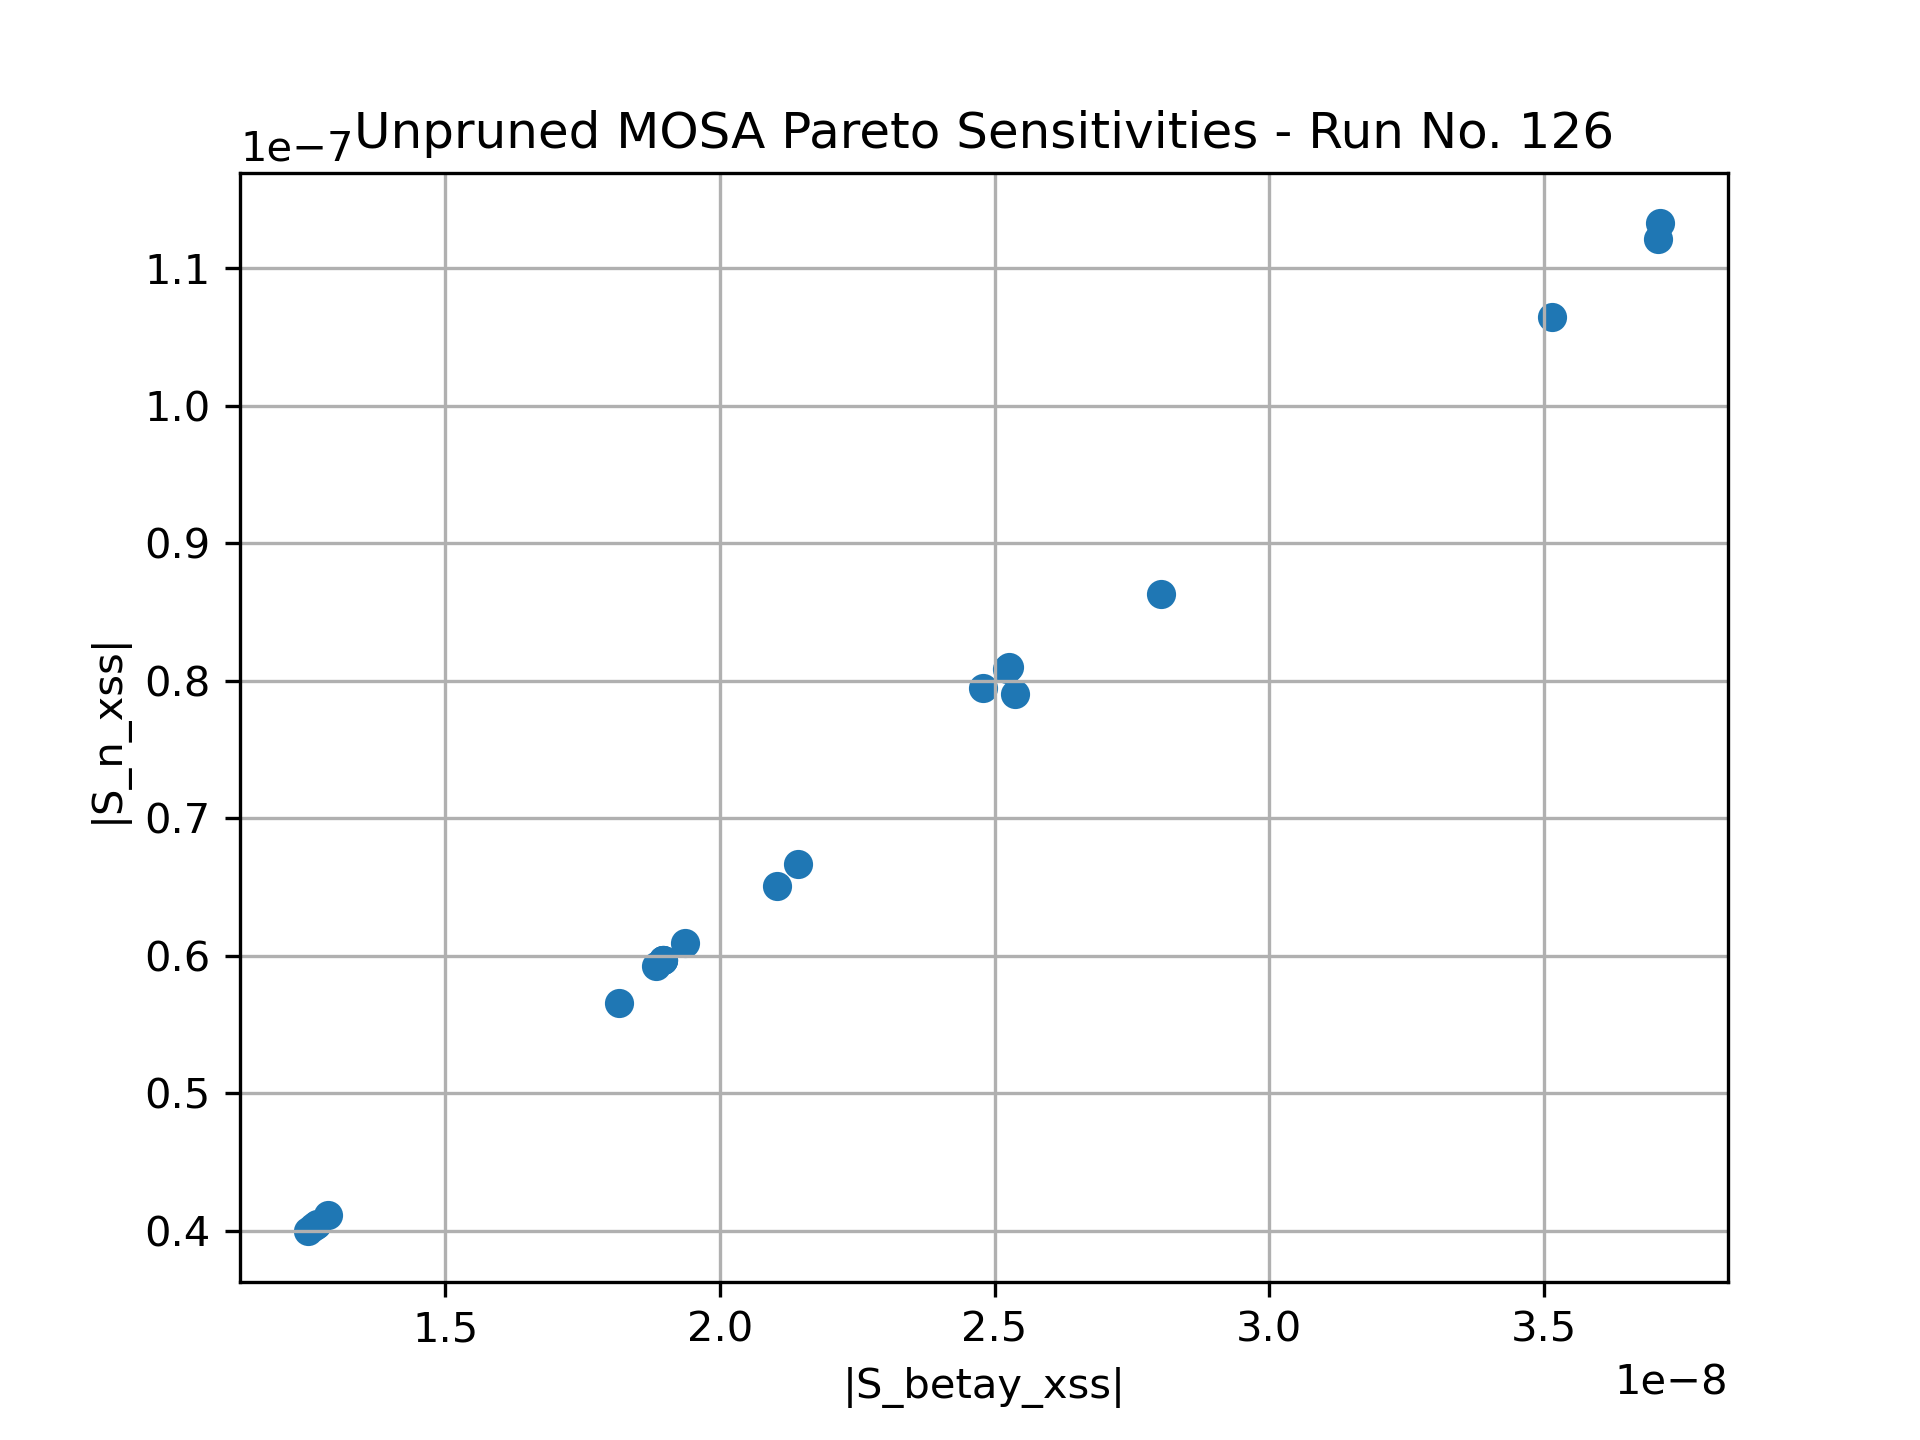 1e−7
Unpruned MOSA Pareto Sensitivities - Run No. 126
1.1
1.0
0.9
0.8
0.7
0.6
0.5
0.4
|S_n_xss|
1.5 2.0 2.5 3.0 3.5
|S_betay_xss|
1e−8